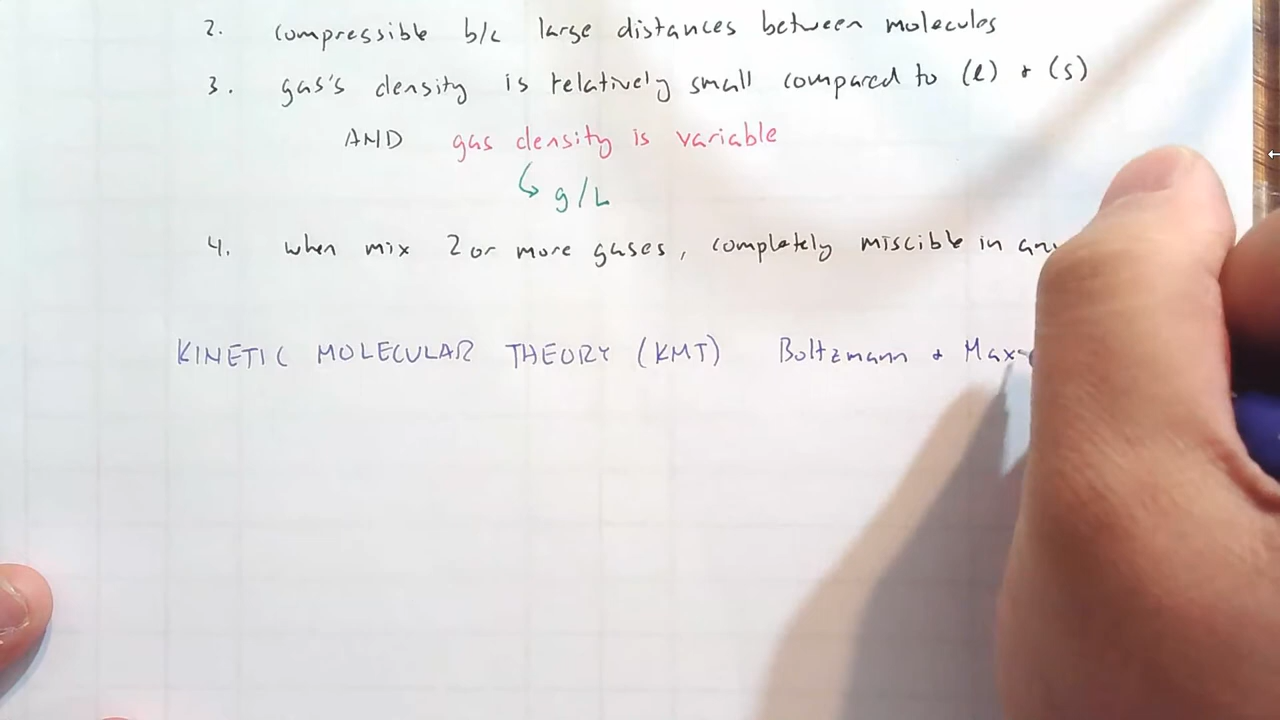 2. compressible b/c large distances between molecules
3. gas's density is relatively small compared to (l) + (s)
AND gas density is variable
↳ g/L
4. when mix 2 or more gases, completely miscible in
KINETIC MOLECULAR THEORY (KMT) Boltzmann +